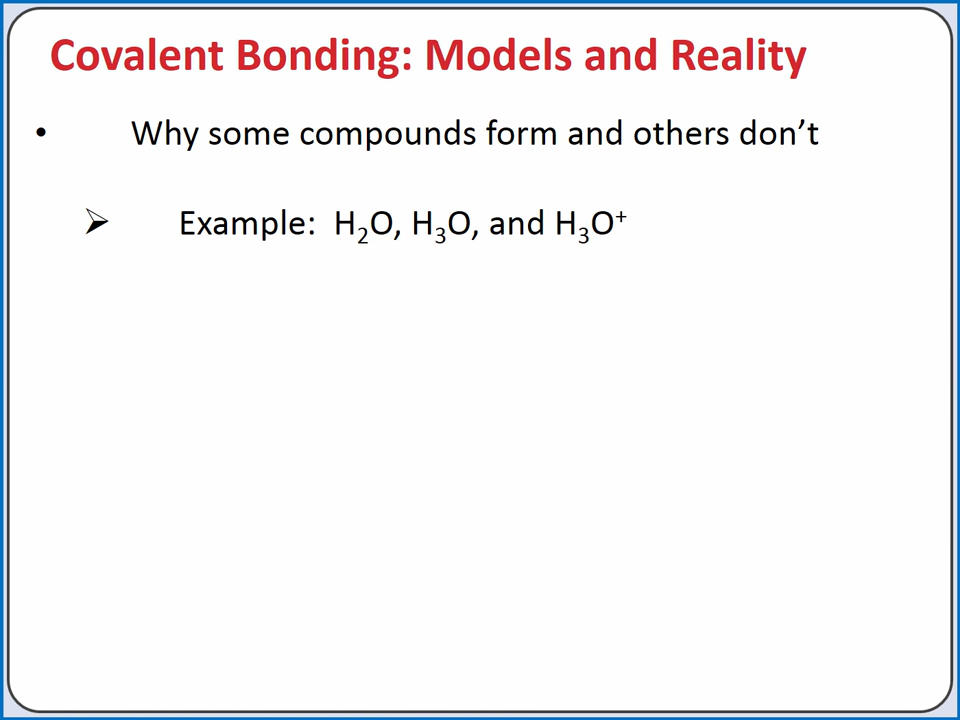 Covalent Bonding: Models and Reality
• Why some compounds form and others don’t
➢ Example: H₂O, H₃O, and H₃O⁺